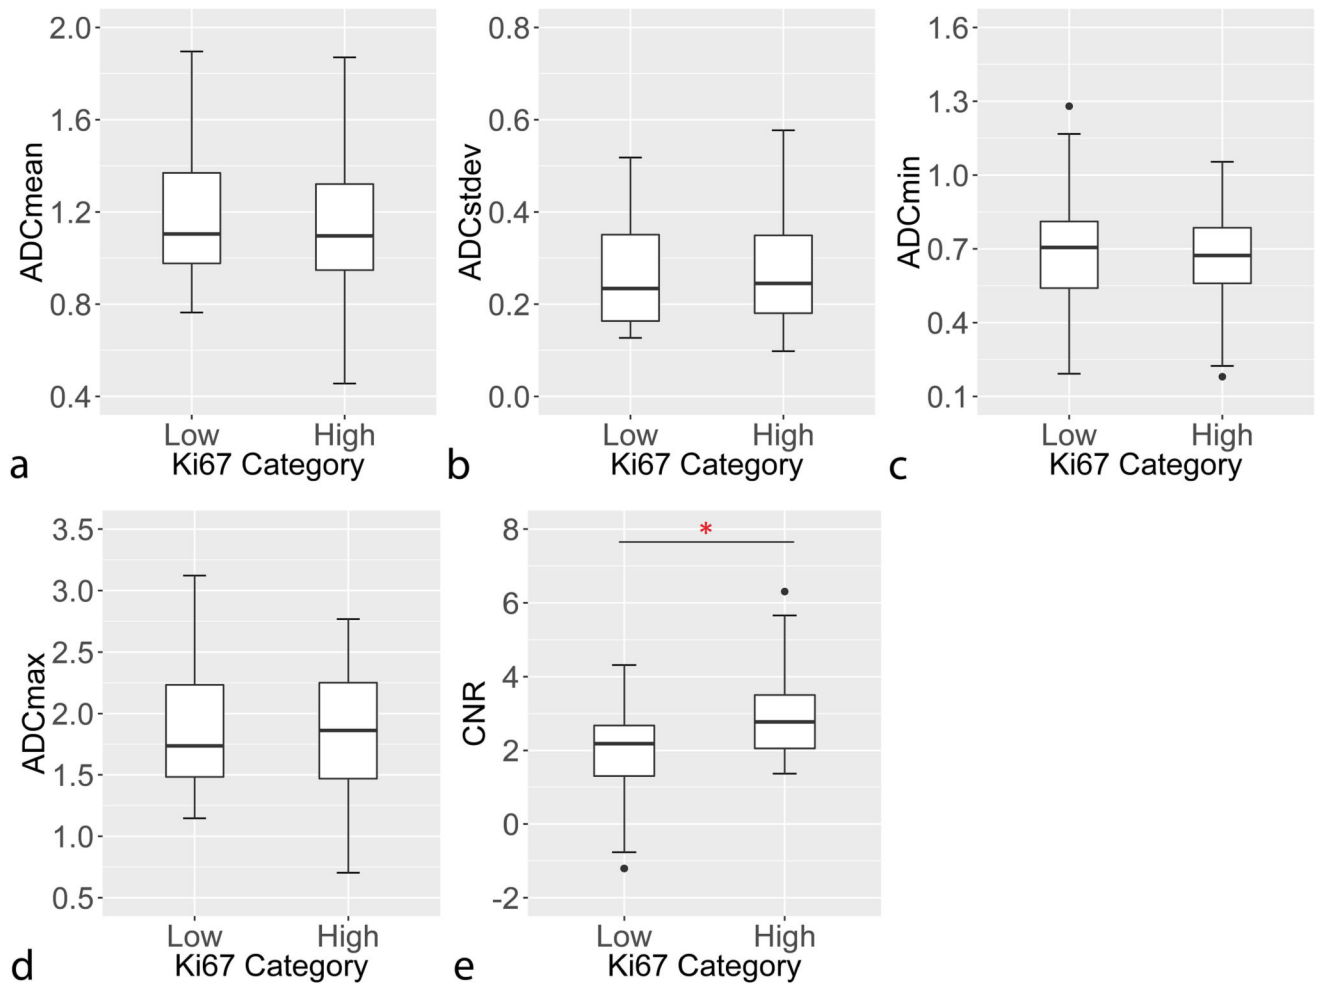 2.0
1.6
1.2
0.8
0.4
ADCmean
Low High
Ki67 Category
a
0.8
0.6
0.4
0.2
0.0
ADCstdev
Low High
Ki67 Category
b
1.6
1.3
1.0
0.7
0.4
0.1
ADCmin
Low High
Ki67 Category
c
3.5
3.0
2.5
2.0
1.5
1.0
0.5
ADCmax
Low High
Ki67 Category
d
8
6
4
2
0
-2
CNR
*
Low High
Ki67 Category
e